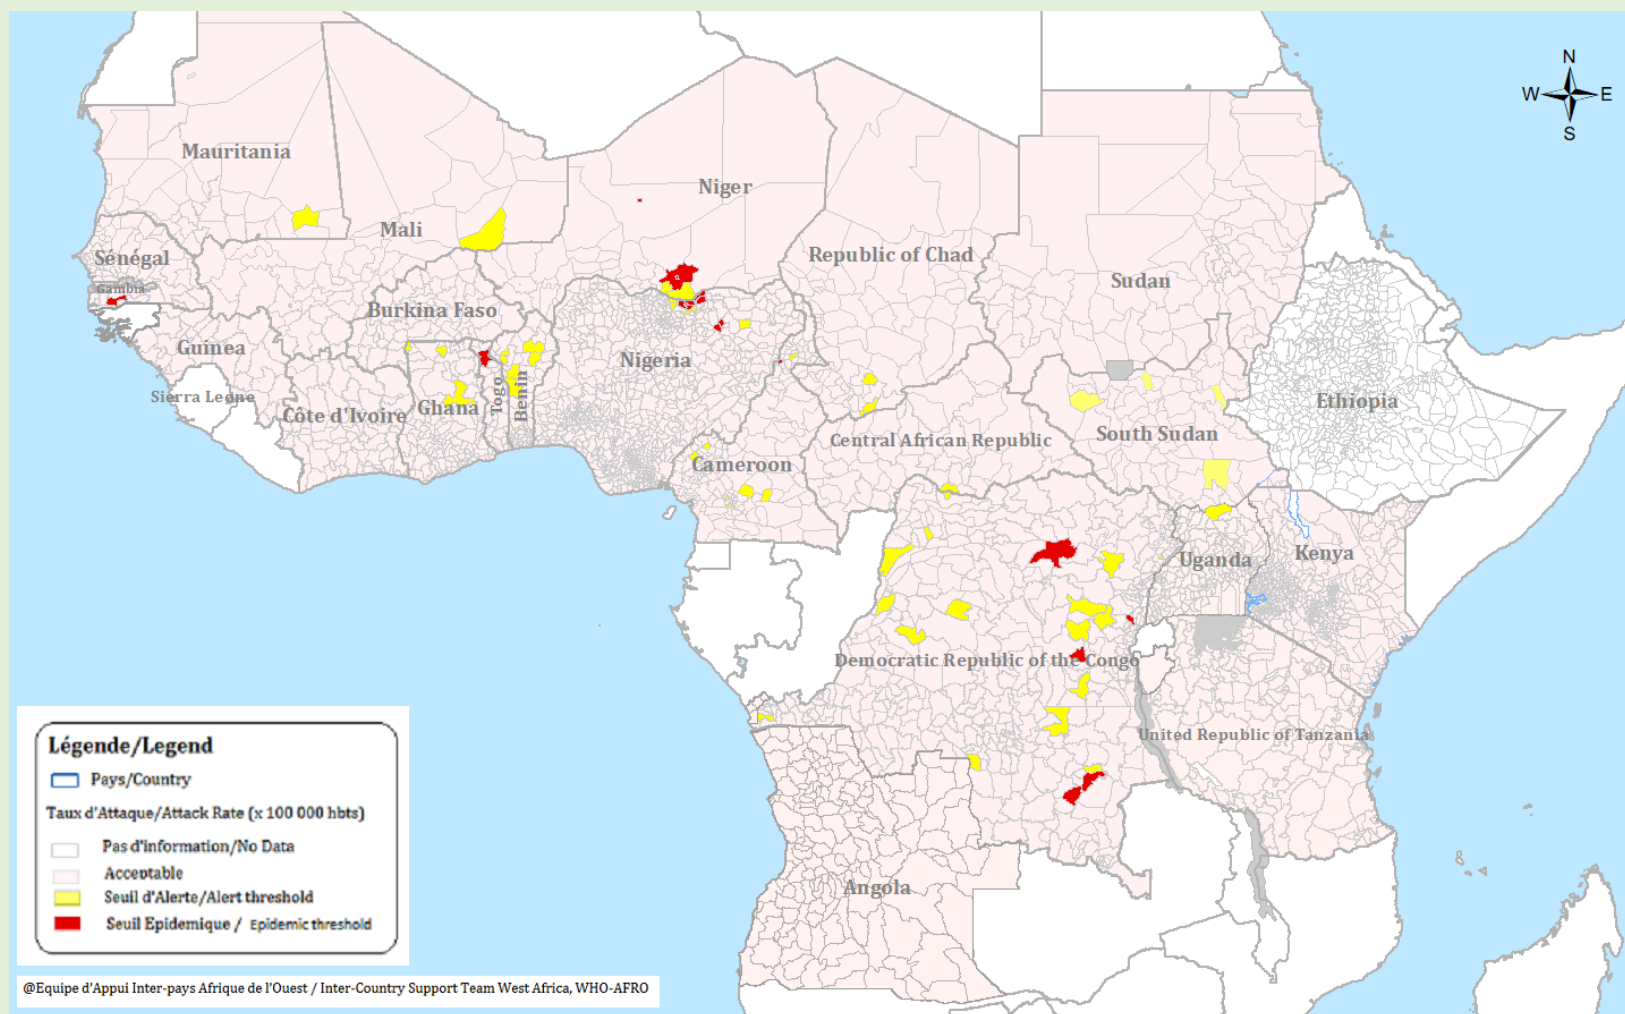 N
W E
S
Mauritania
Niger
Mali
Sénégal
Republic of Chad
Sudan
Gambia
Burkina Faso
Guinea
Nigeria
Sierra Leone
Côte d'Ivoire
Ghana
Togo
Benin
Ethiopia
South Sudan
Central African Republic
Cameroon
Uganda
Kenya
Democratic Republic of the Congo
United Republic of Tanzania
Angola
Légende/Legend
Pays/Country
Taux d'Attaque/Attack Rate (x 100 000 hbts)
Pas d'information/No Data
Acceptable
Seuil d'Alerte/Alert threshold
Seuil Epidemique / Epidemic threshold
@Equipe d'Appui Inter-pays Afrique de l'Ouest / Inter-Country Support Team West Africa, WHO-AFRO